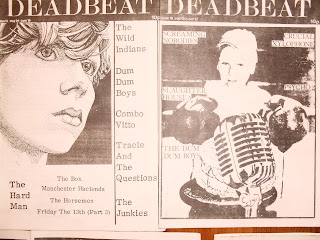 DEADBEAT
The
Wild
Indians
Dum
Dum
Boys
Combo
Vitto
Tracie
And
The
Questions
The
Junkies
The
Hard
Man
The Box
Manchester Hacienda
The Horsemen
Friday The 13th (Part 3)
DEADBEAT
SCREAMING
NOBODIES
CRUCIAL
XYLOPHONE
SLAUGHTER
HOUSE
PSYCHO
THE DUM
DUM BOYS